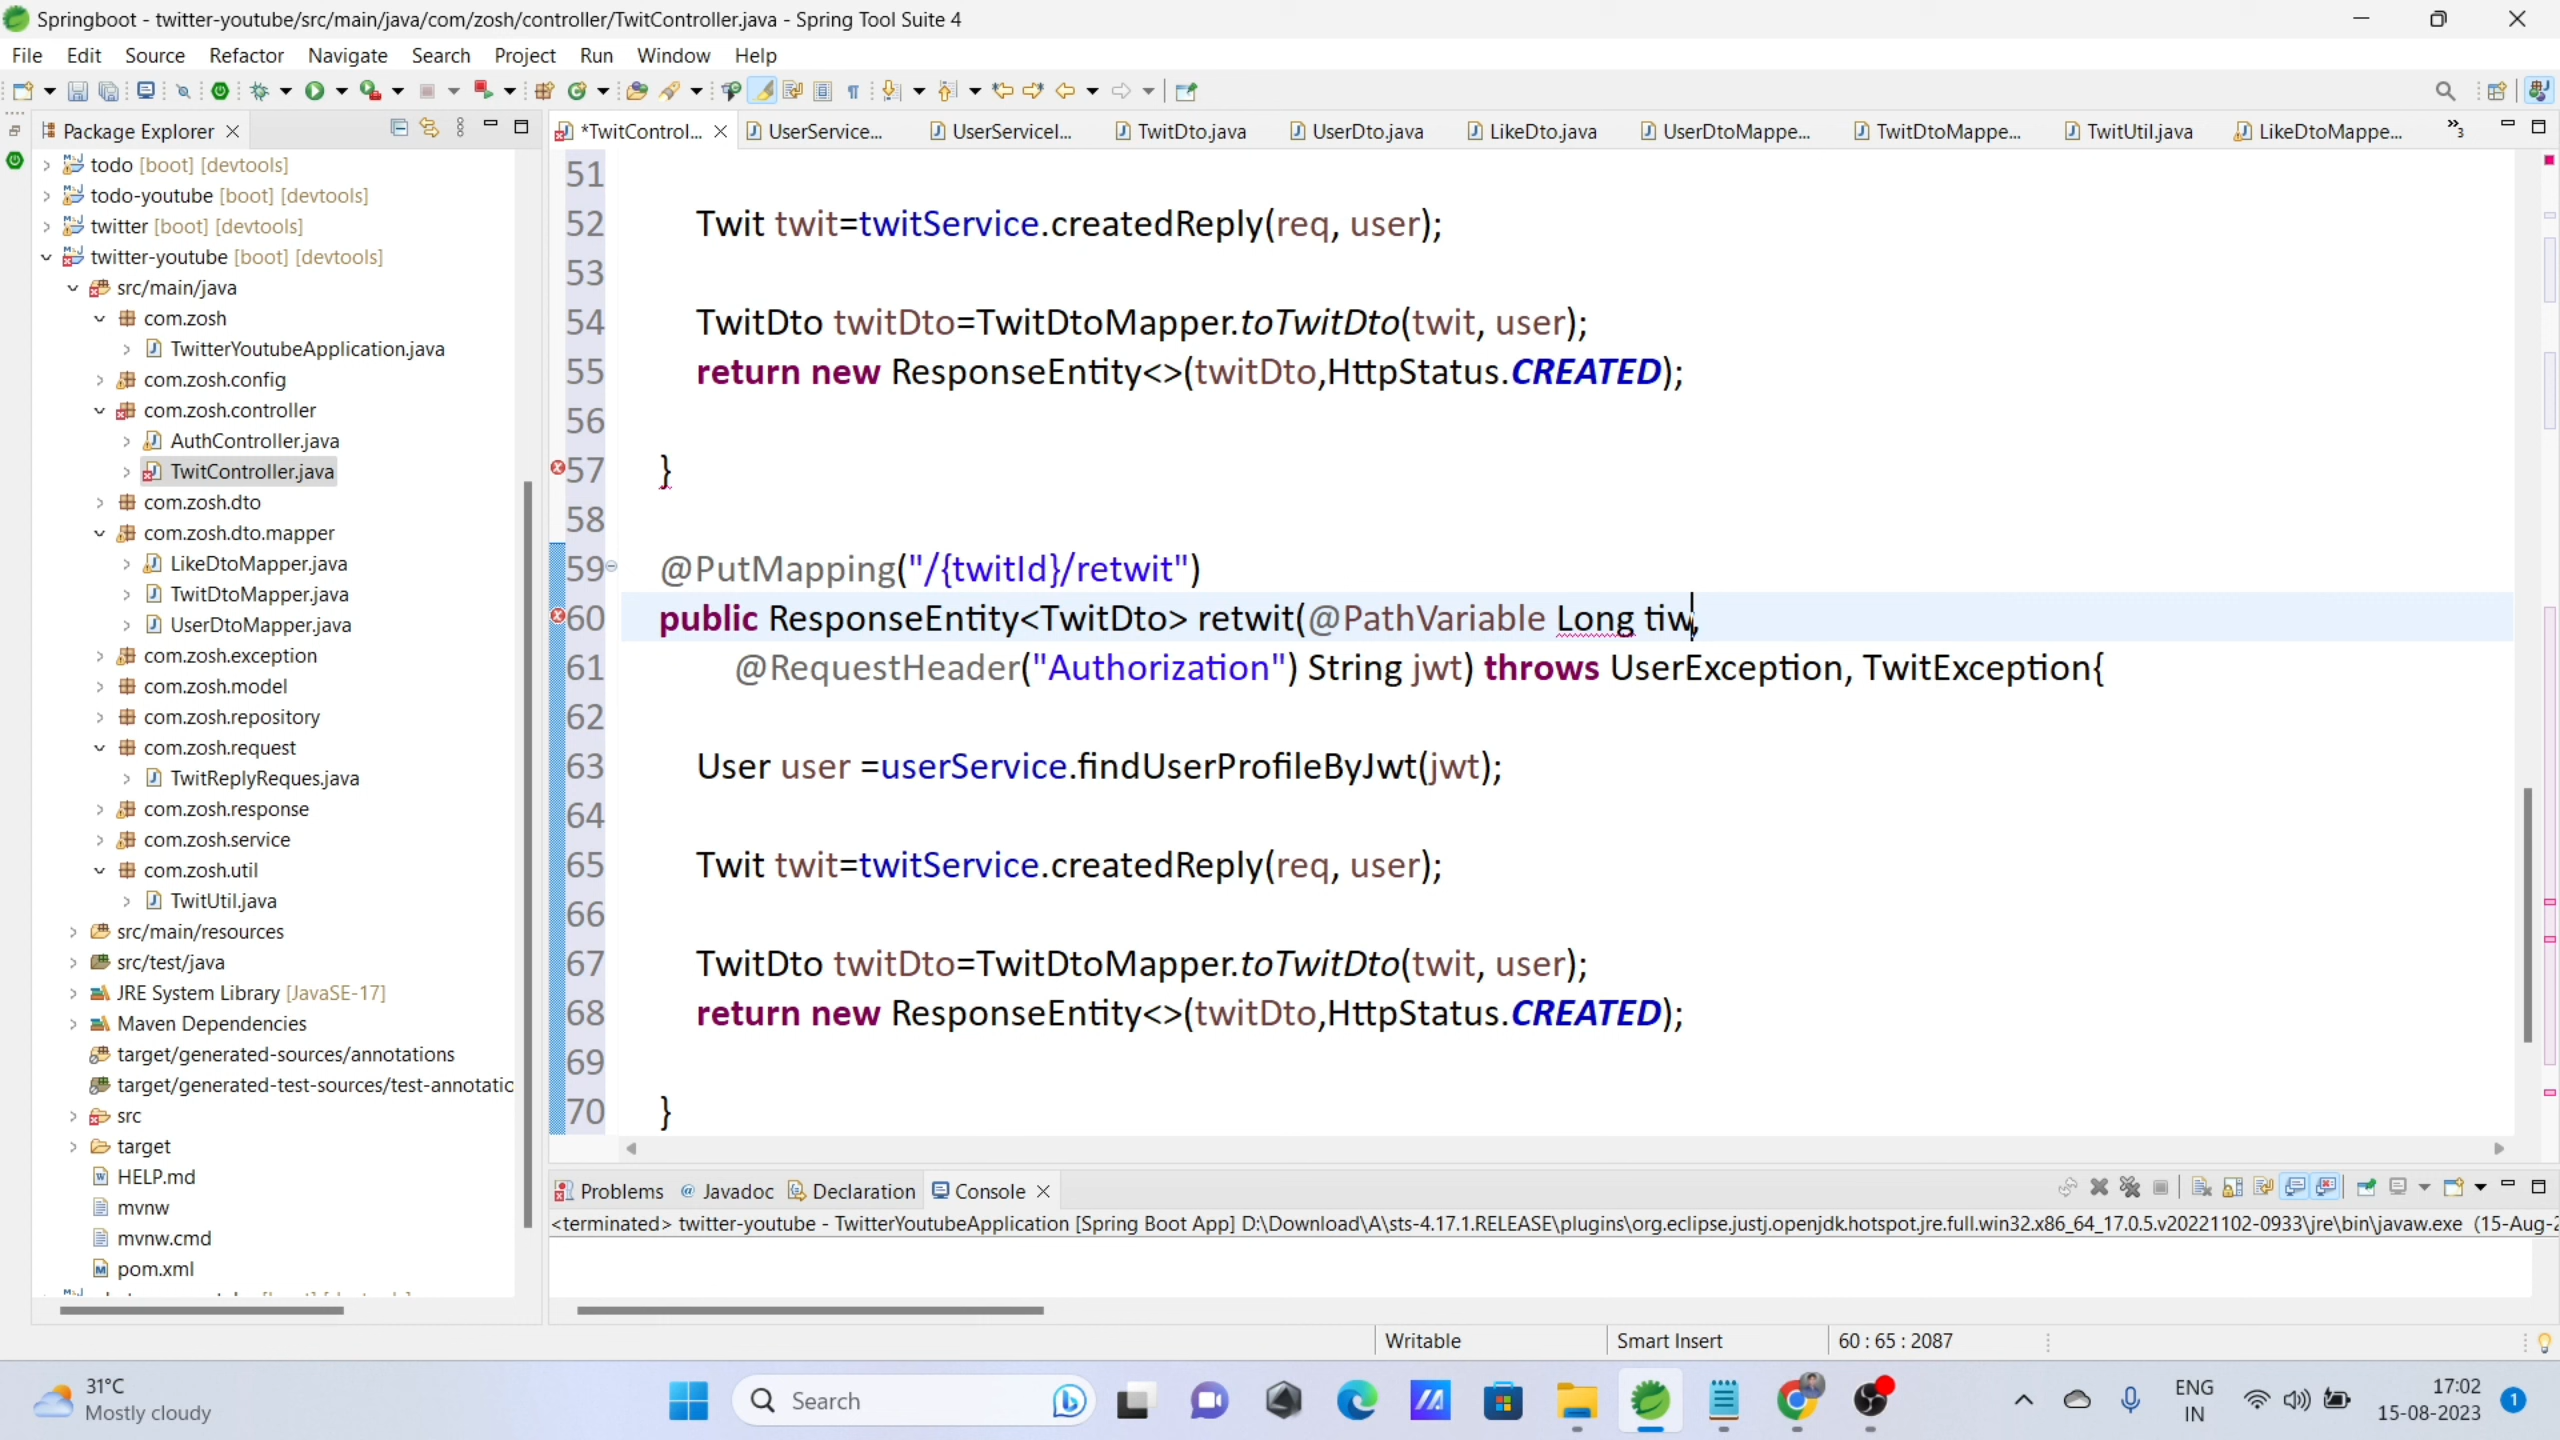 Springboot - twitter-youtube/src/main/java/com/zosh/controller/TwitController.java - Spring Tool Suite 4
File Edit Source Refactor Navigate Search Project Run Window Help
Package Explorer
*TwitControl... UserService... UserServiceI... TwitDto.java UserDto.java LikeDto.java UserDtoMappe... TwitDtoMappe... TwitUtil.java LikeDtoMappe... »3
todo [boot] [devtools]
todo-youtube [boot] [devtools]
twitter [boot] [devtools]
twitter-youtube [boot] [devtools]
src/main/java
com.zosh
TwitterYoutubeApplication.java
com.zosh.config
com.zosh.controller
AuthController.java
TwitController.java
com.zosh.dto
com.zosh.dto.mapper
LikeDtoMapper.java
TwitDtoMapper.java
UserDtoMapper.java
com.zosh.exception
com.zosh.model
com.zosh.repository
com.zosh.request
TwitReplyReques.java
com.zosh.response
com.zosh.service
com.zosh.util
TwitUtil.java
src/main/resources
src/test/java
JRE System Library [JavaSE-17]
Maven Dependencies
target/generated-sources/annotations
target/generated-test-sources/test-annotatio
src
target
HELP.md
mvnw
mvnw.cmd
pom.xml
51
52 Twit twit=twitService.createdReply(req, user);
53
54 TwitDto twitDto=TwitDtoMapper.toTwitDto(twit, user);
55 return new ResponseEntity<>(twitDto,HttpStatus.CREATED);
56
57 }
58
59 @PutMapping("/{twitId}/retwit")
60 public ResponseEntity<TwitDto> retwit(@PathVariable Long tiw,
61 @RequestHeader("Authorization") String jwt) throws UserException, TwitException{
62
63 User user =userService.findUserProfileByJwt(jwt);
64
65 Twit twit=twitService.createdReply(req, user);
66
67 TwitDto twitDto=TwitDtoMapper.toTwitDto(twit, user);
68 return new ResponseEntity<>(twitDto,HttpStatus.CREATED);
69
70 }
Problems Javadoc Declaration Console
<terminated> twitter-youtube - TwitterYoutubeApplication [Spring Boot App] D:\Download\A\sts-4.17.1.RELEASE\plugins\org.eclipse.justj.openjdk.hotspot.jre.full.win32.x86_64_17.0.5.v20221102-0933\jre\bin\javaw.exe (15-Aug-2
Writable Smart Insert 60 : 65 : 2087
31°C
Mostly cloudy
Search
ENG
IN
17:02
15-08-2023
1